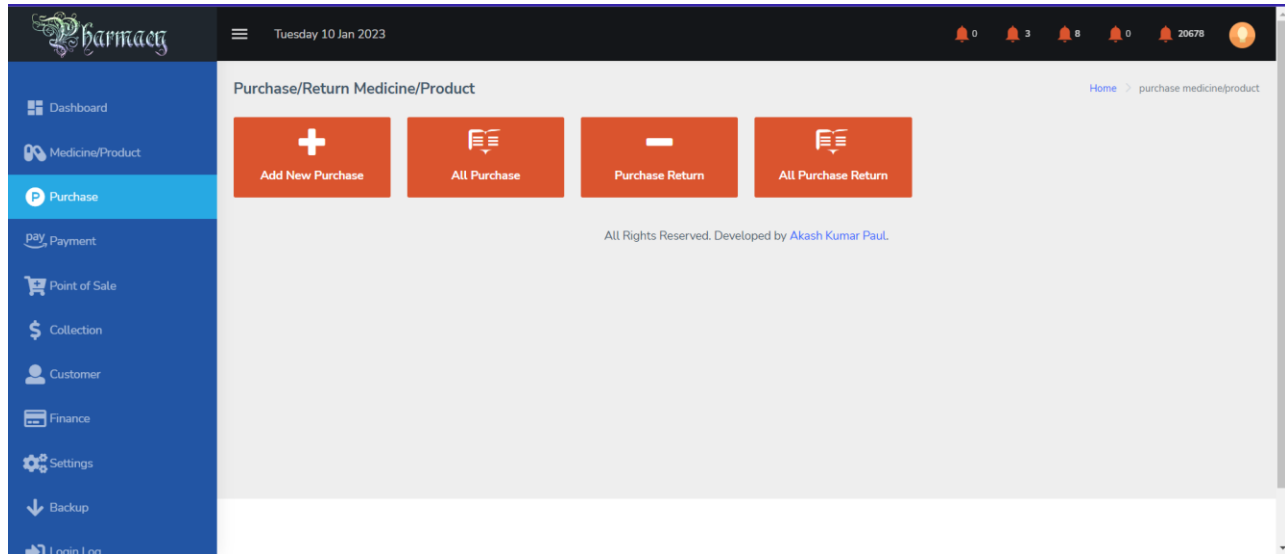 Pharmacy
Tuesday 10 Jan 2023
0
3
8
0
20678
Dashboard
Medicine/Product
Purchase
pay Payment
Point of Sale
Collection
Customer
Finance
Settings
Backup
Login Log
Purchase/Return Medicine/Product
Home > purchase medicine/product
Add New Purchase
All Purchase
Purchase Return
All Purchase Return
All Rights Reserved. Developed by Akash Kumar Paul.